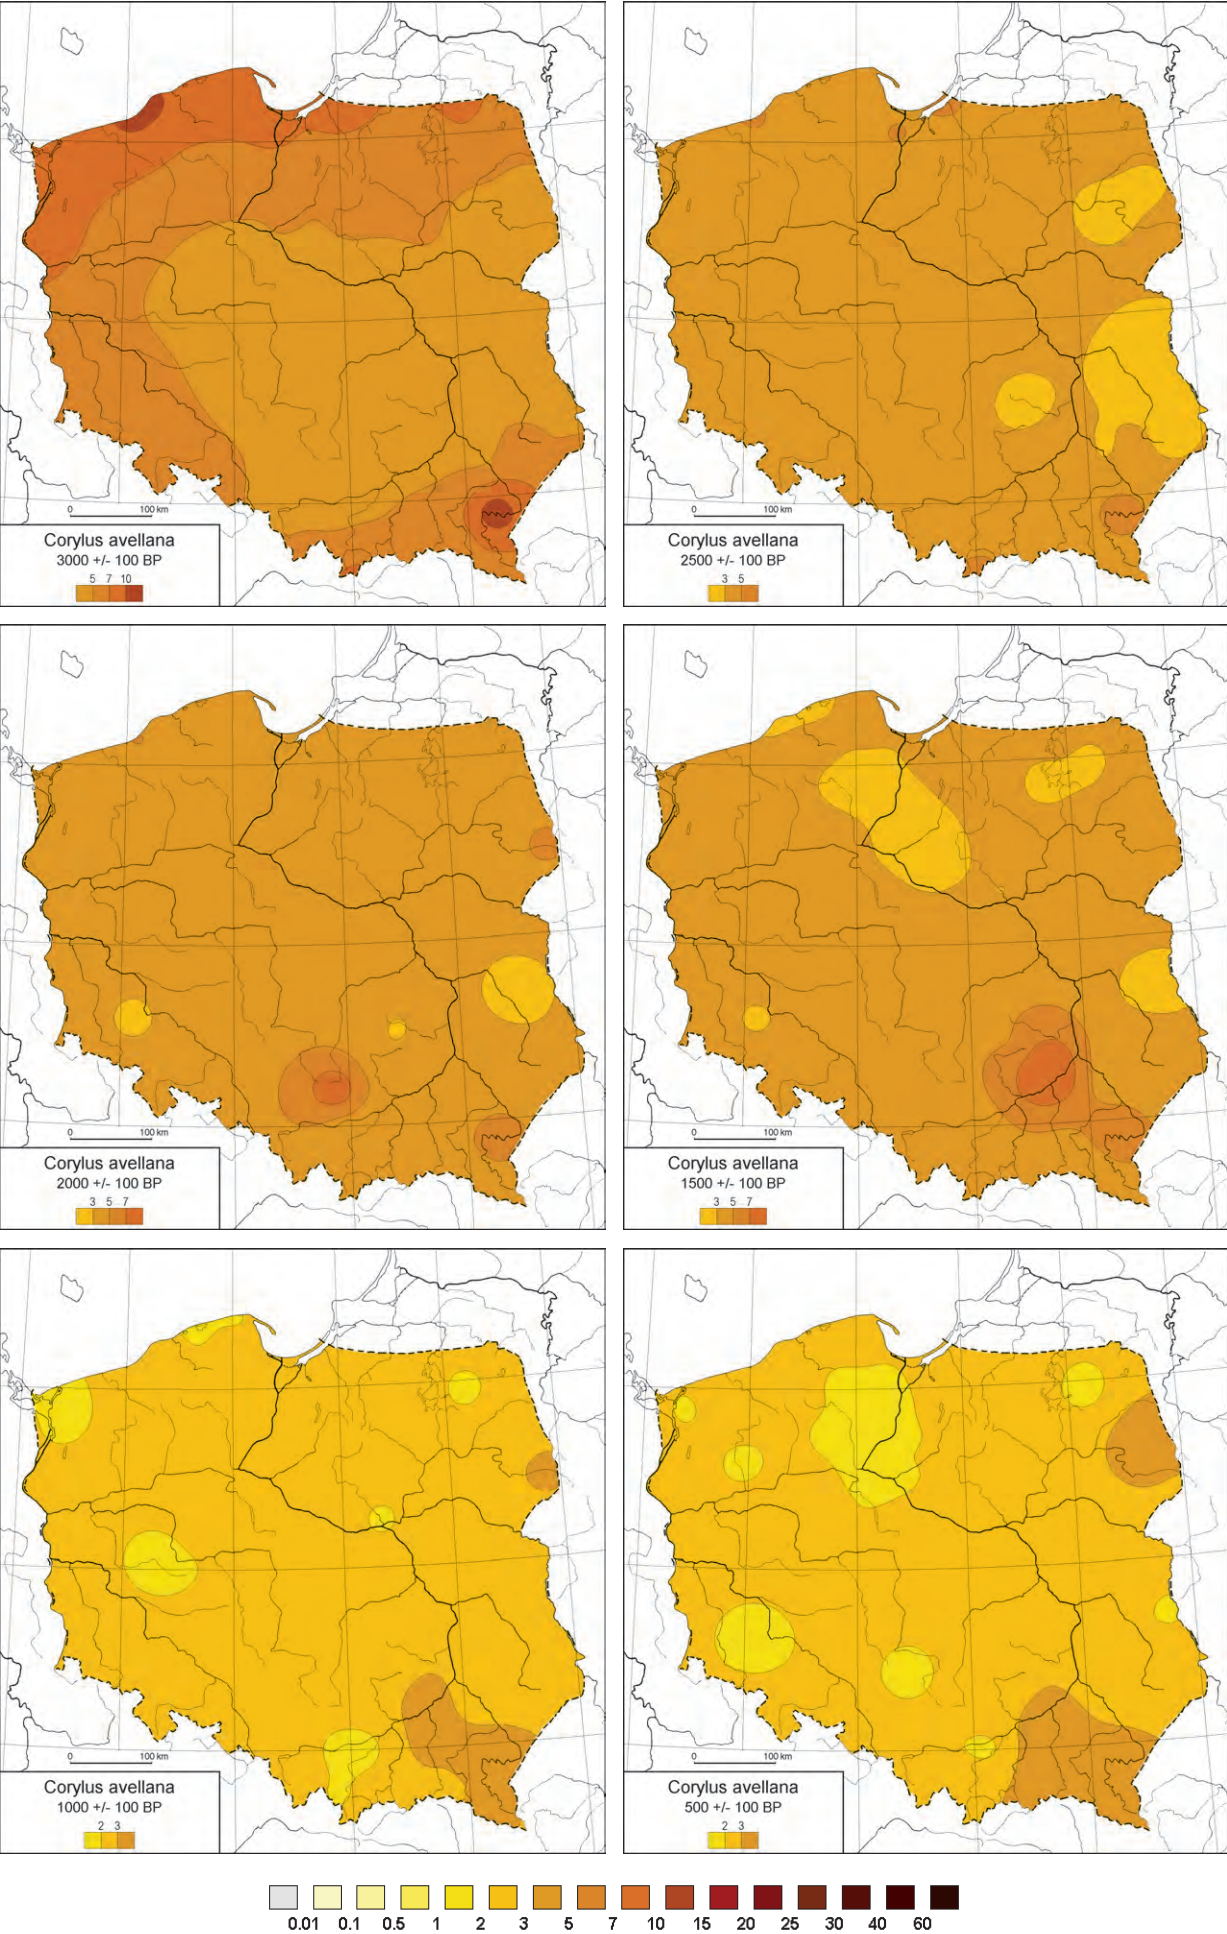 0 100 km
Corylus avellana
3000 +/- 100 BP
5 7 10
0 100 km
Corylus avellana
2500 +/- 100 BP
3 5
0 100 km
Corylus avellana
2000 +/- 100 BP
3 5 7
0 100 km
Corylus avellana
1500 +/- 100 BP
3 5 7
0 100 km
Corylus avellana
1000 +/- 100 BP
2 3
0 100 km
Corylus avellana
500 +/- 100 BP
2 3
0.01 0.1 0.5 1 2 3 5 7 10 15 20 25 30 40 60